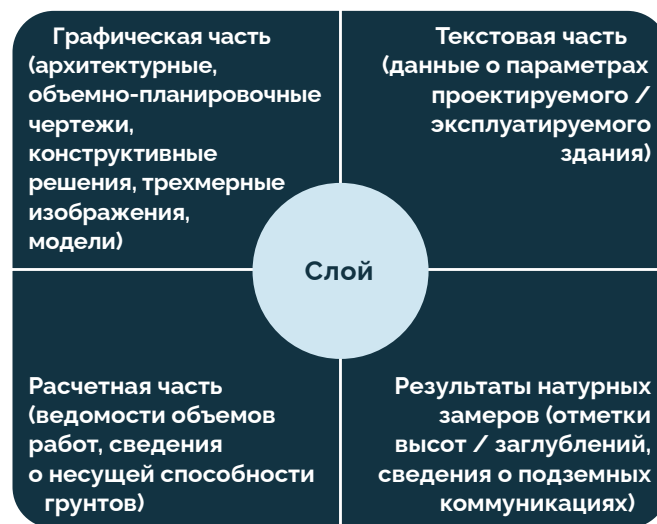 Графическая часть
(архитектурные,
объемно-планировочные
чертежи,
конструктивные
решения, трехмерные
изображения,
модели)
Текстовая часть
(данные о параметрах
проектируемого /
эксплуатируемого
здания)
Слой
Расчетная часть
(ведомости объемов
работ, сведения
о несущей способности
грунтов)
Результаты натурных
замеров (отметки
высот / заглублений,
сведения о подземных
коммуникациях)